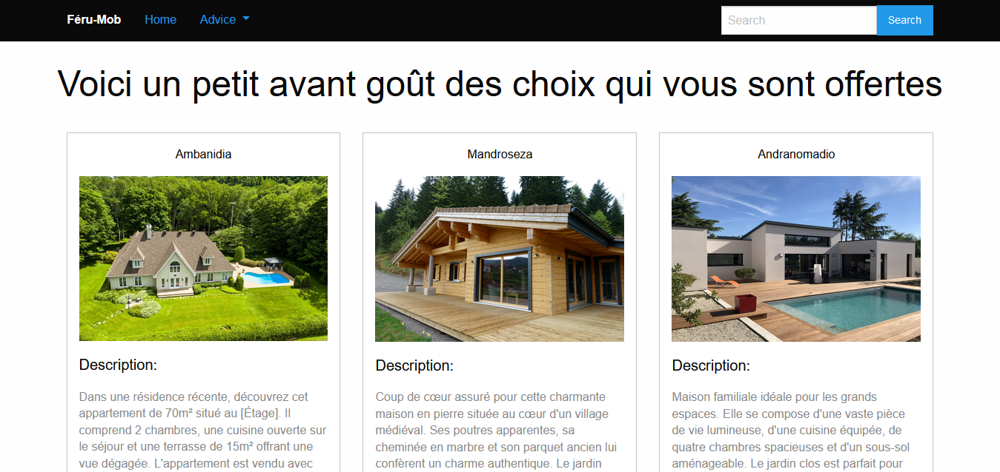 Féru-Mob Home Advice Search Search
Voici un petit avant goût des choix qui vous sont offertes
Ambanidia
Description:
Dans une résidence récente, découvrez cet
appartement de 70m² situé au [Étage]. Il
comprend 2 chambres, une cuisine ouverte sur
le séjour et une terrasse de 15m² offrant une
vue dégagée. L'appartement est vendu avec
Mandroseza
Description:
Coup de cœur assuré pour cette charmante
maison en pierre située au cœur d'un village
médiéval. Ses poutres apparentes, sa
cheminée en marbre et son parquet ancien lui
confèrent un charme authentique. Le jardin
Andranomadio
Description:
Maison familiale idéale pour les grands
espaces. Elle se compose d'une vaste pièce
de vie lumineuse, d'une cuisine équipée, de
quatre chambres spacieuses et d'un sous-sol
aménageable. Le jardin clos est parfait pour